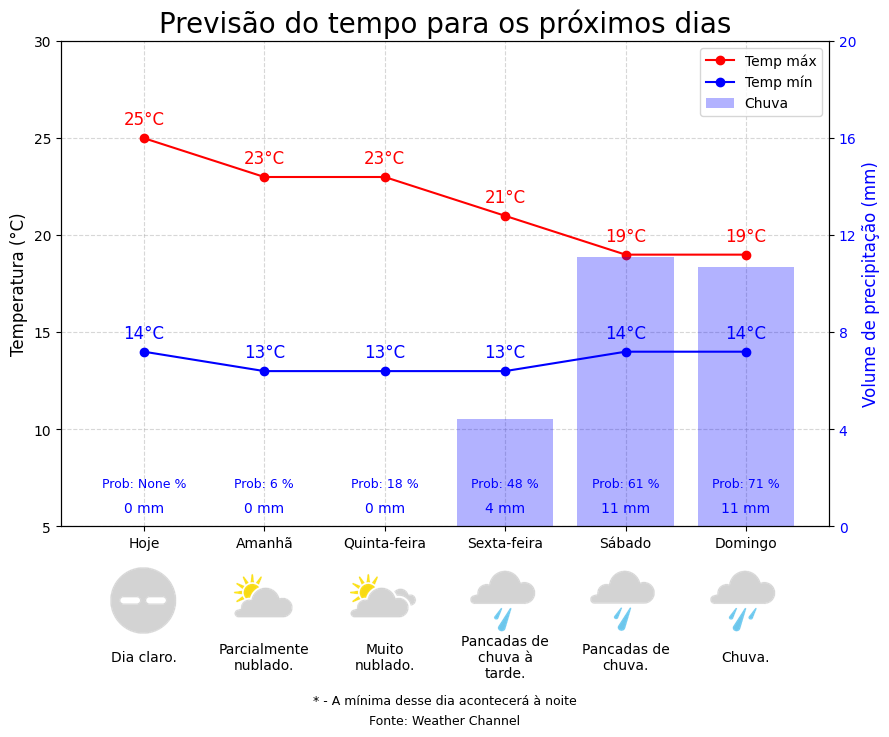 Previsão do tempo para os próximos dias
Temp máx
Temp mín
Chuva
Temperatura (°C)
Volume de precipitação (mm)
30
25
20
15
10
5
20
16
12
8
4
0
25°C
23°C
23°C
21°C
19°C
19°C
14°C
13°C
13°C
13°C
14°C
14°C
Prob: None %
Prob: 6 %
Prob: 18 %
Prob: 48 %
Prob: 61 %
Prob: 71 %
0 mm
0 mm
0 mm
4 mm
11 mm
11 mm
Hoje
Amanhã
Quinta-feira
Sexta-feira
Sábado
Domingo
Dia claro.
Parcialmente
nublado.
Muito
nublado.
Pancadas de
chuva à
tarde.
Pancadas de
chuva.
Chuva.
* - A mínima desse dia acontecerá à noite
Fonte: Weather Channel